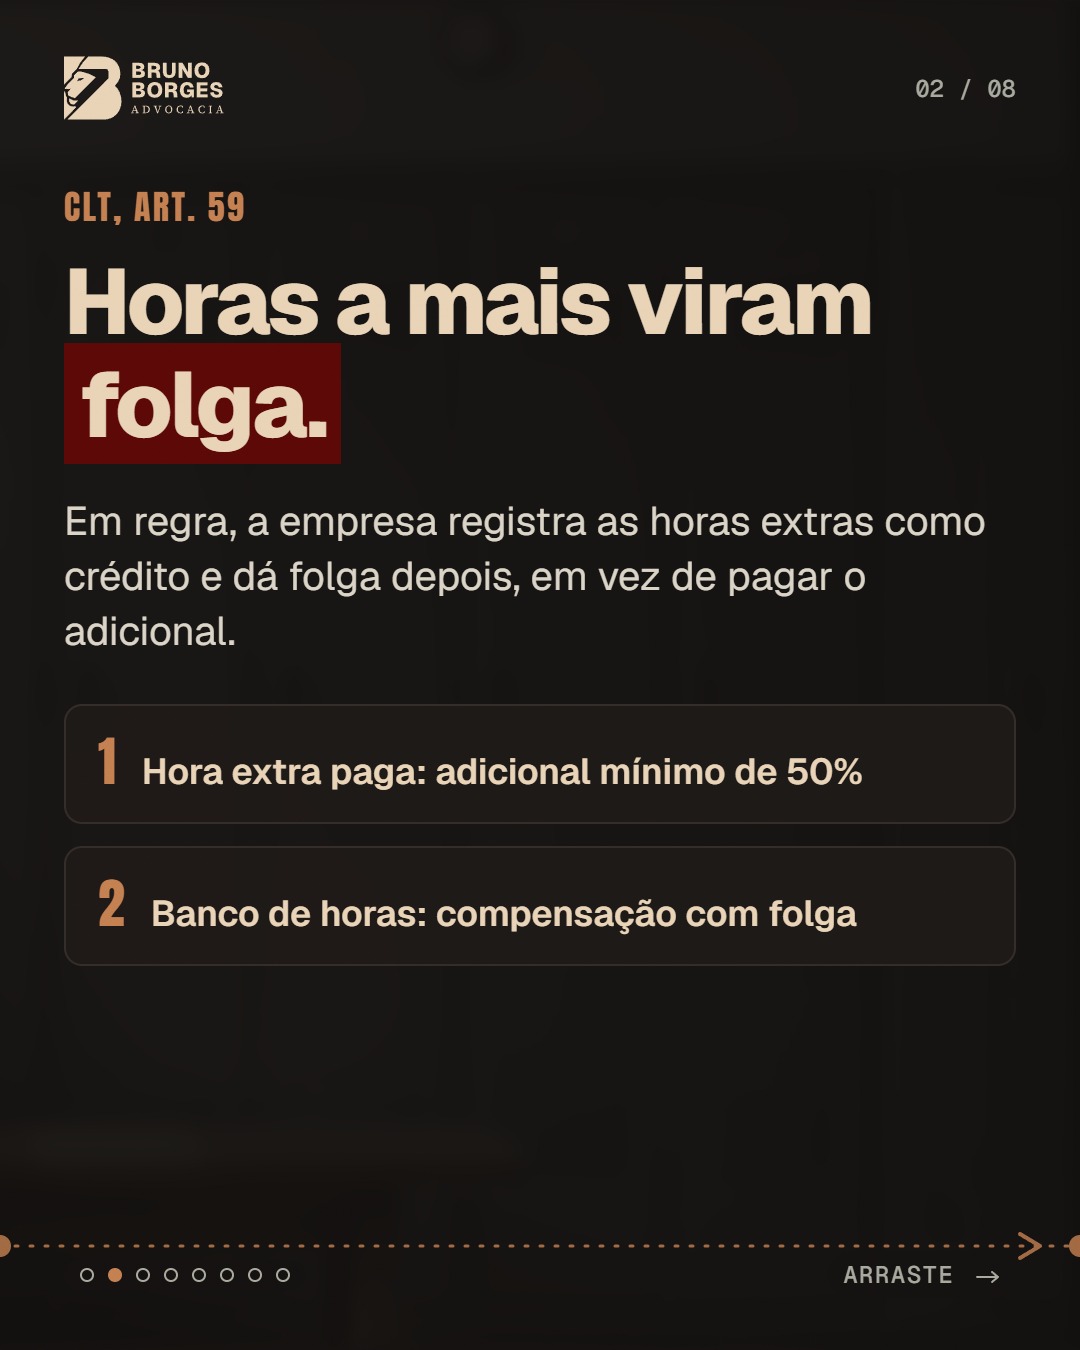 BRUNO
BORGES
ADVOCACIA
02 / 08
CLT, ART. 59
Horas a mais viram
folga.
Em regra, a empresa registra as horas extras como
crédito e dá folga depois, em vez de pagar o
adicional.
1 Hora extra paga: adicional mínimo de 50%
2 Banco de horas: compensação com folga
ARRASTE →